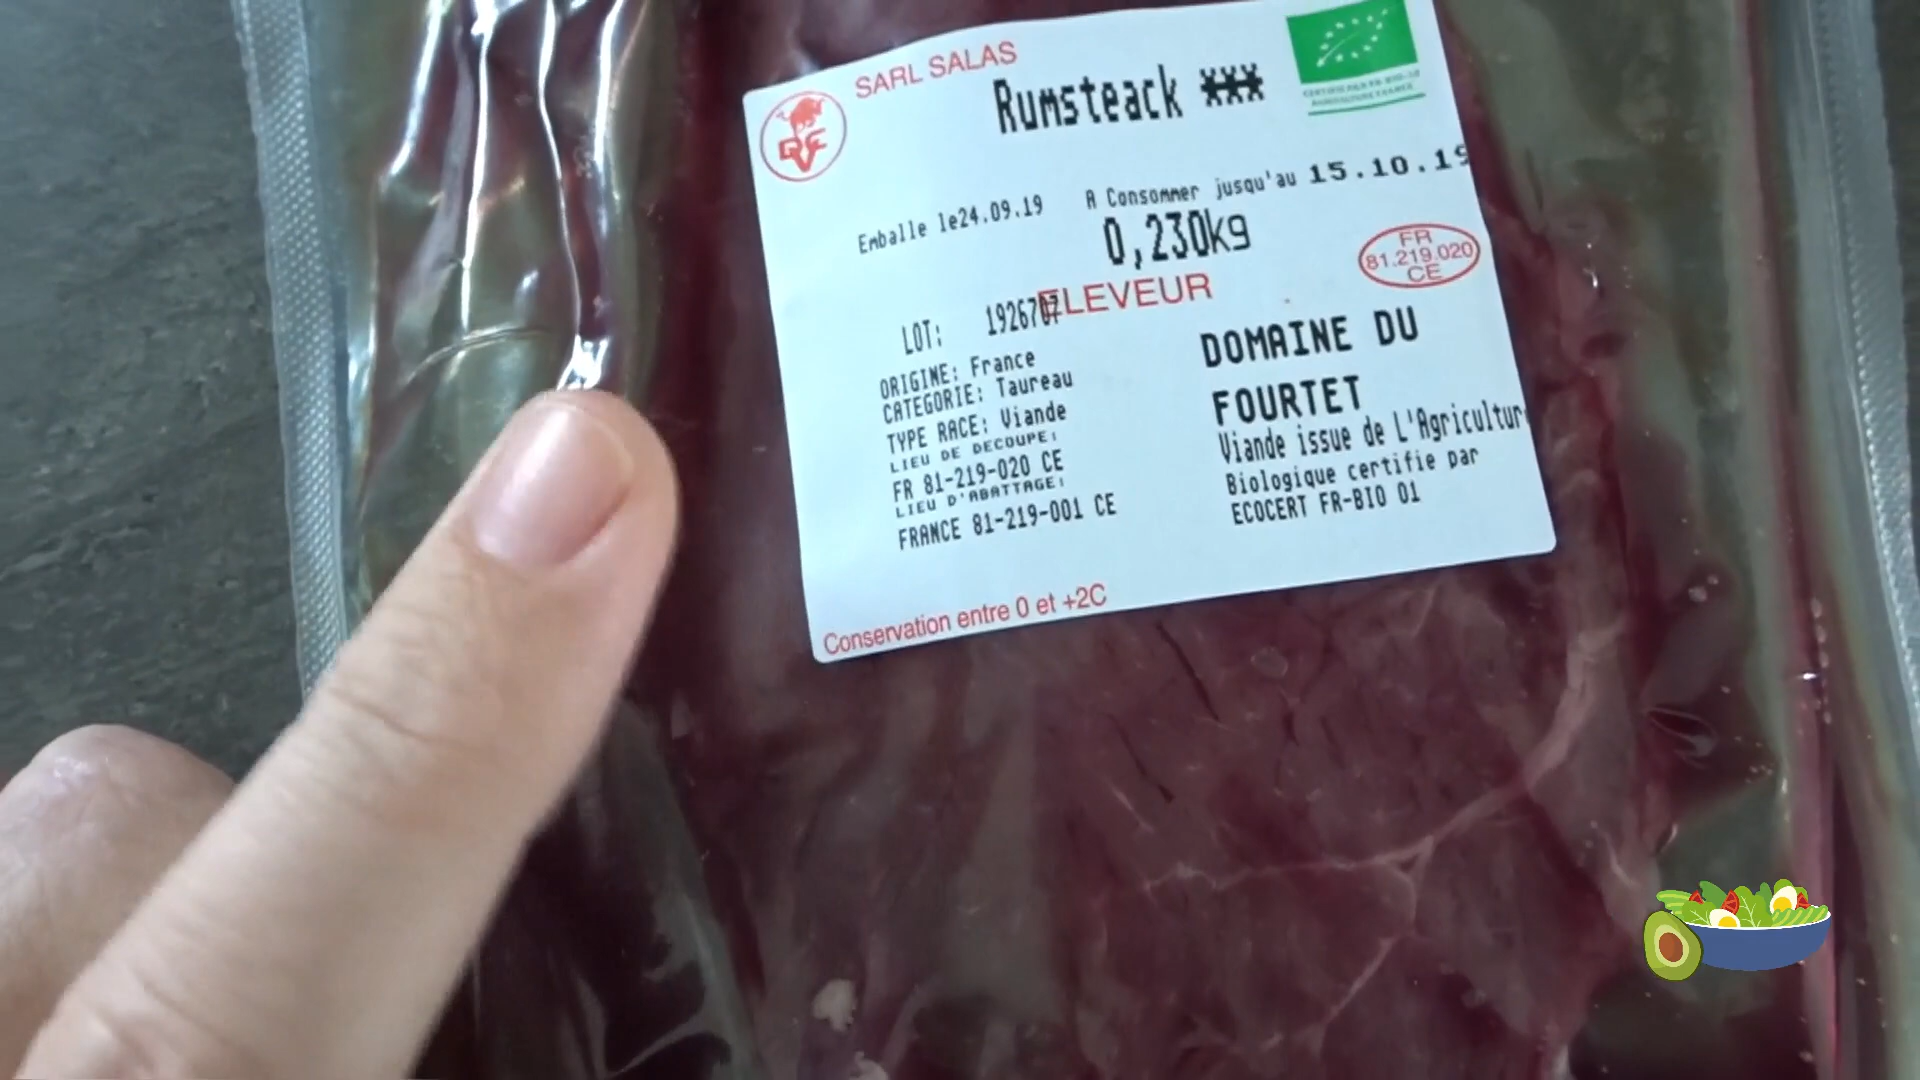 SARL SALAS
Rumsteack ***
Emballe le24.09.19
A Consommer jusqu'au 15.10.19
0,230kg
FR
81.219.020
CE
LOT: 1926707
ELEVEUR
ORIGINE: France
CATEGORIE: Taureau
TYPE RACE: Viande
LIEU DE DECOUPE:
FR 81-219-020 CE
LIEU D'ABATTAGE:
FRANCE 81-219-001 CE
DOMAINE DU
FOURTET
Viande issue de L'Agricultur
Biologique certifie par
ECOCERT FR-BIO 01
Conservation entre 0 et +2C